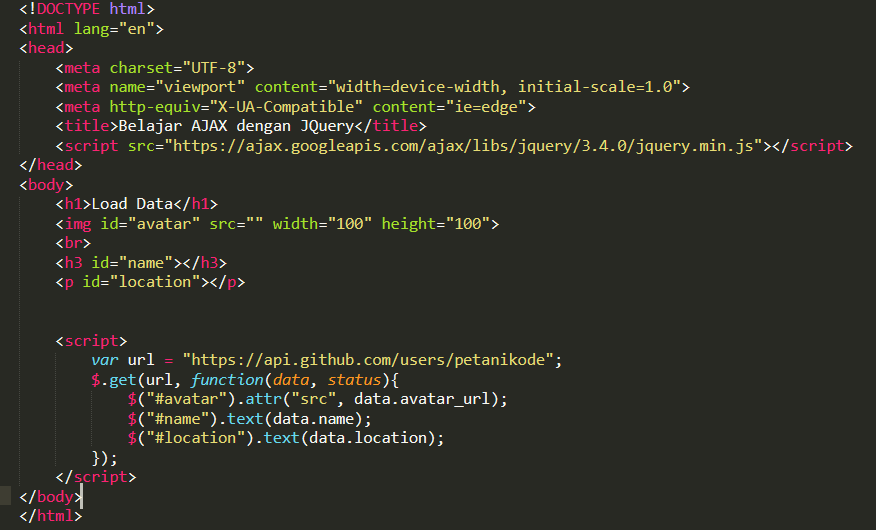 <!DOCTYPE html>
<html lang="en">
<head>
    <meta charset="UTF-8">
    <meta name="viewport" content="width=device-width, initial-scale=1.0">
    <meta http-equiv="X-UA-Compatible" content="ie=edge">
    <title>Belajar AJAX dengan JQuery</title>
    <script src="https://ajax.googleapis.com/ajax/libs/jquery/3.4.0/jquery.min.js"></script>
</head>
<body>
    <h1>Load Data</h1>
    <img id="avatar" src="" width="100" height="100">
    <br>
    <h3 id="name"></h3>
    <p id="location"></p>
    <script>
        var url = "https://api.github.com/users/petanikode";
        $.get(url, function(data, status){
            $("#avatar").attr("src", data.avatar_url);
            $("#name").text(data.name);
            $("#location").text(data.location);
        });
    </script>
</body>
</html>